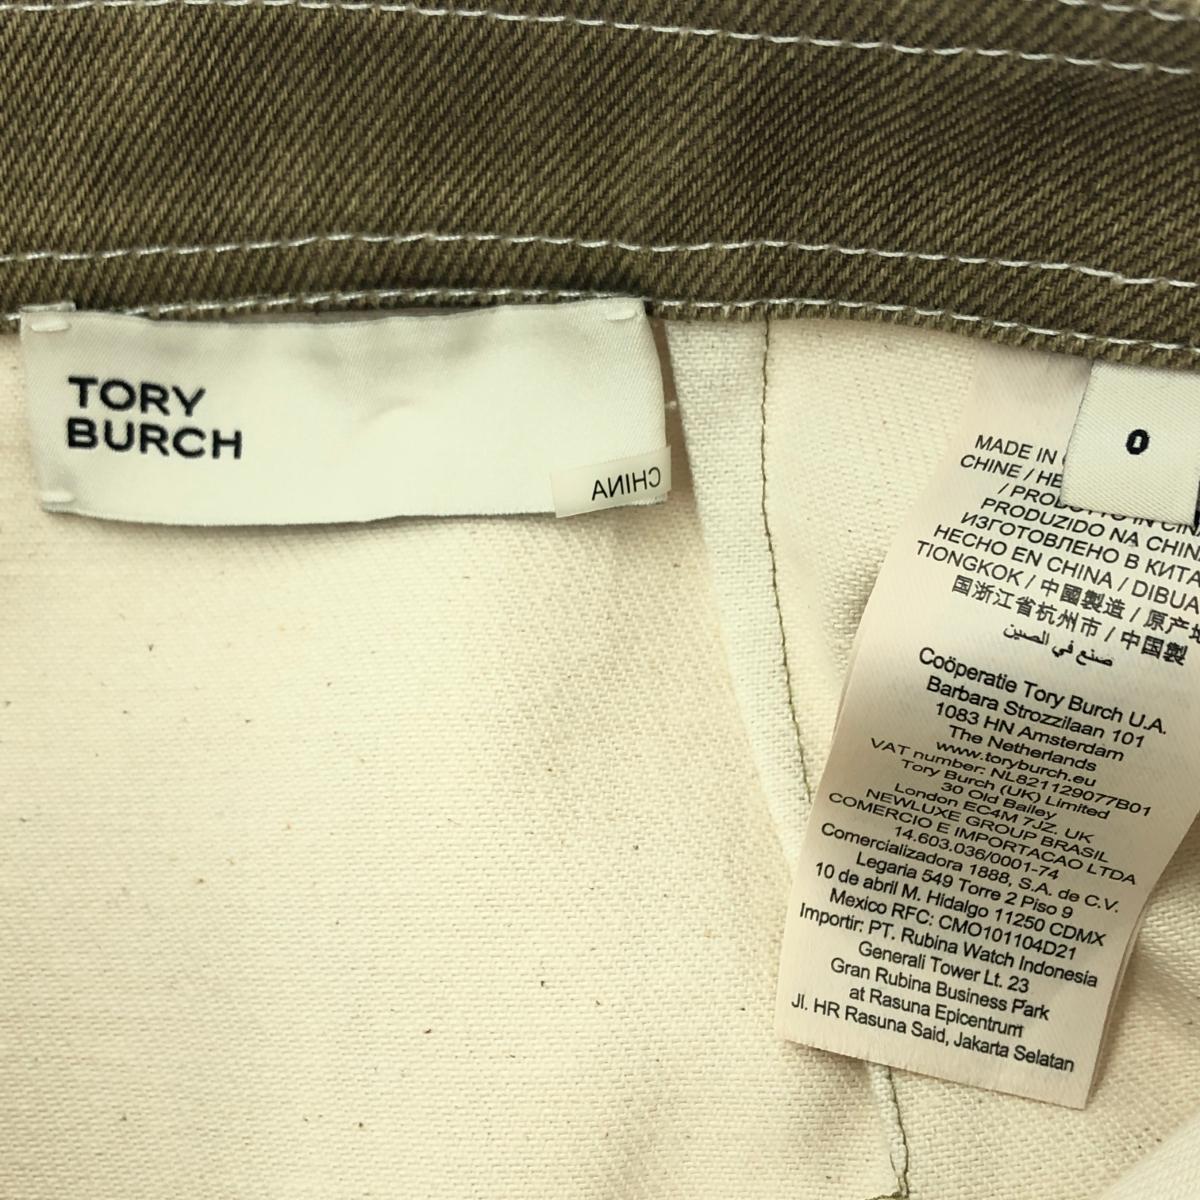 TORY
BURCH
CHINA
0
MADE IN
CHINE / HE
/ PRODOTTO IN CINA
PRODUZIDO NA CHINA
ИЗГОТОВЛЕНО В КИТА
HECHO EN CHINA / DIBUA
TIONGKOK / 中國製造 / 原产地
国浙江省杭州市 / 中国製
صنع في الصين
Coöperatie Tory Burch U.A.
Barbara Strozzilaan 101
1083 HN Amsterdam
The Netherlands
www.toryburch.eu
VAT number: NL821129077B01
Tory Burch (UK) Limited
30 Old Bailey
London EC4M 7JZ. UK
NEWLUXE GROUP BRASIL
COMERCIO E IMPORTACAO LTDA
14.603.036/0001-74
Comercializadora 1888, S.A. de C.V.
Legaria 549 Torre 2 Piso 9
10 de abril M. Hidalgo 11250 CDMX
Mexico RFC: CMO101104D21
Importir: PT. Rubina Watch Indonesia
Generali Tower Lt. 23
Gran Rubina Business Park
at Rasuna Epicentrum
Jl. HR Rasuna Said, Jakarta Selatan